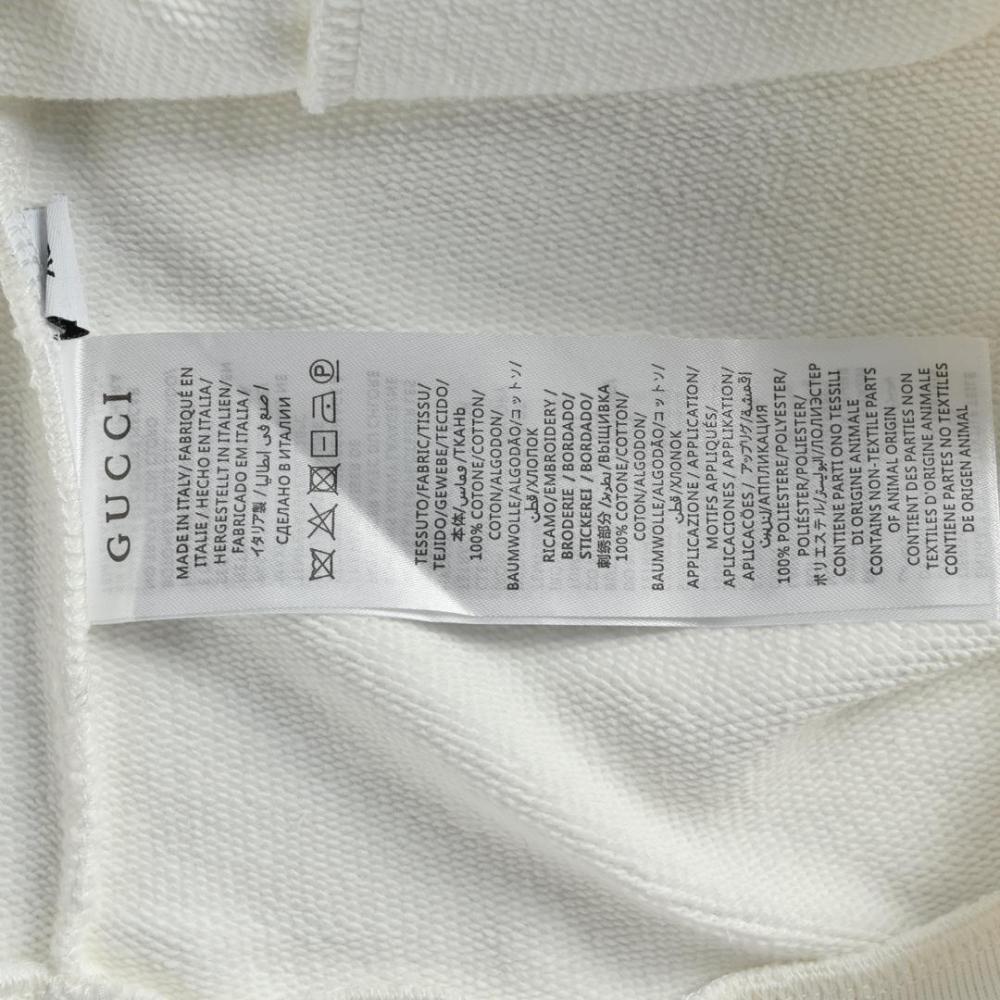 GUCCI
MADE IN ITALY/ FABRIQUÉ EN
ITALIE / HECHO EN ITALIA/
HERGESTELLT IN ITALIEN/
FABRICADO EM ITALIA /
イタリア製 / صنع في ايطاليا /
СДЕЛАНО В ИТАЛИИ
P
TESSUTO/FABRIC/TISSU/
TEJIDO/GEWEBE/TECIDO/
本体/قماش/ТКАНЬ
100% COTONE/COTTON/
COTON/ALGODON/
BAUMWOLLE/ALGODÃO/コットン/
قطن/ХЛОПОК
RICAMO/EMBROIDERY/
BRODERIE / BORDADO/
STICKEREI / BORDADO/
刺绣部分 /تطريز/ ВЫШИВКА
100% COTONE/COTTON/
COTON/ALGODON/
BAUMWOLLE/ALGODÃO/コットン/
قطن/ХЛОПОК
APPLICAZIONE / APPLICATION/
MOTIFS APPLIQUÉS/
APLICACIONES / APPLIKATION/
APLICACÕES / アップリケ/ أقمشة/
للتزيين/АППЛИКАЦИЯ
100% POLIESTERE/POLYESTER/
POLIÉSTER/POLIESTER/
ポリエステル/البوليستر/ПОЛИЭСТЕР
CONTIENE PARTI NON TESSILI
DI ORIGINE ANIMALE
CONTAINS NON-TEXTILE PARTS
OF ANIMAL ORIGIN
CONTIENT DES PARTIES NON
TEXTILES D'ORIGINE ANIMALE
CONTIENE PARTES NO TEXTILES
DE ORIGEN ANIMAL